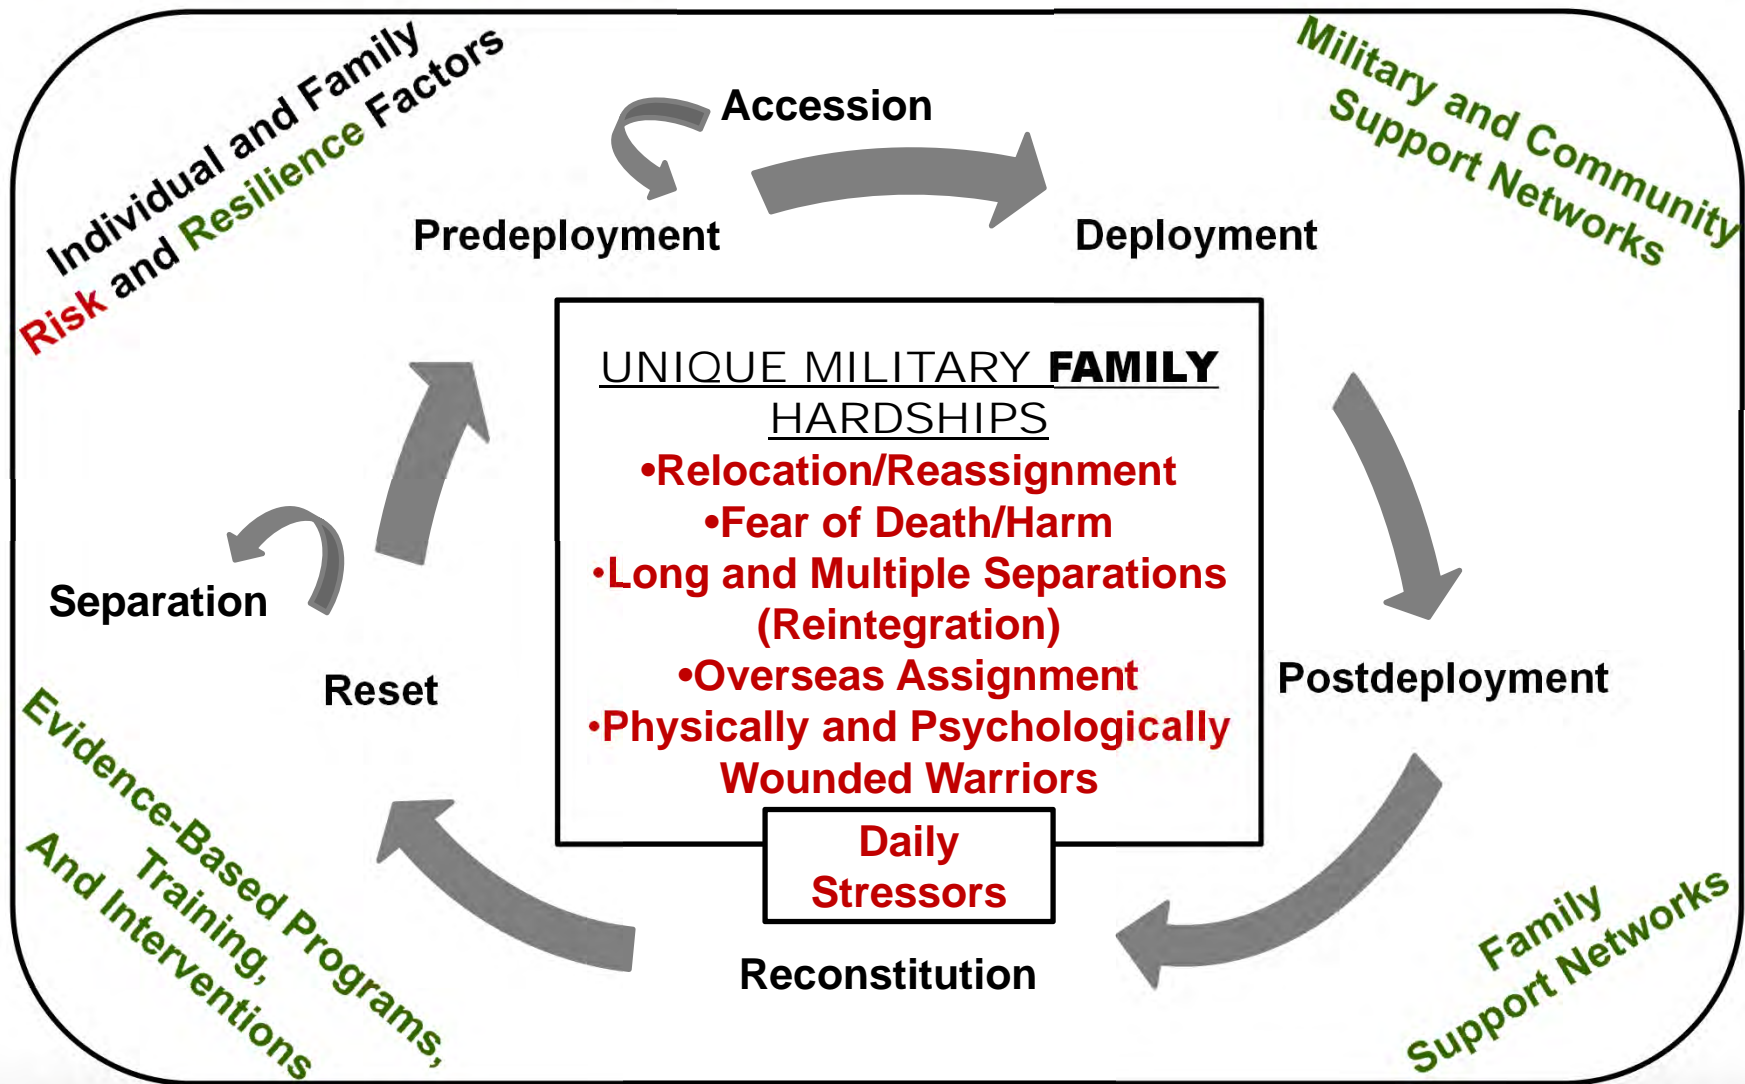 Individual and Family
Risk and Resilience Factors
Accession
Military and Community
Support Networks
Predeployment
Deployment
UNIQUE MILITARY FAMILY
HARDSHIPS
•Relocation/Reassignment
•Fear of Death/Harm
•Long and Multiple Separations
(Reintegration)
•Overseas Assignment
•Physically and Psychologically
Wounded Warriors
Daily
Stressors
Separation
Reset
Postdeployment
Reconstitution
Evidence-Based Programs,
Training,
And Interventions
Family
Support Networks